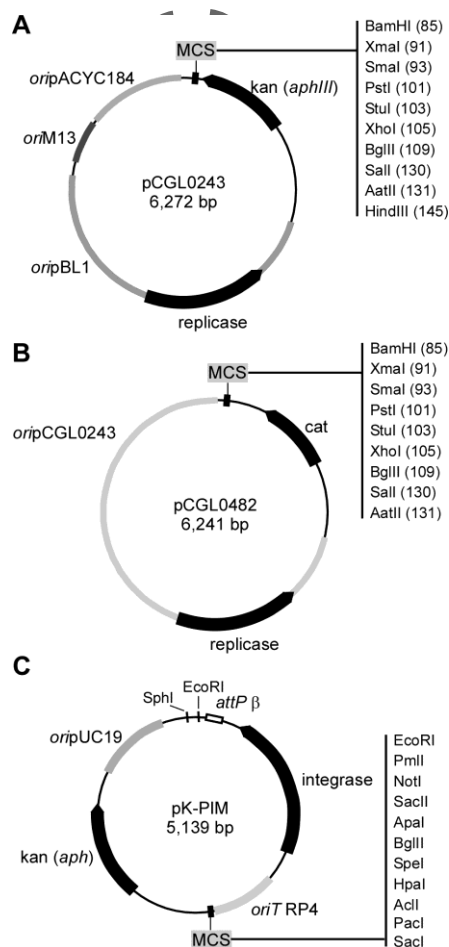 A
MCS
BamHI (85)
XmaI (91)
SmaI (93)
PstI (101)
StuI (103)
XhoI (105)
BglII (109)
SalI (130)
AatII (131)
HindIII (145)
oripACYC184
kan (aphIII)
oriM13
pCGL0243
6,272 bp
oripBL1
replicase
B
MCS
BamHI (85)
XmaI (91)
SmaI (93)
PstI (101)
StuI (103)
XhoI (105)
BglII (109)
SalI (130)
AatII (131)
oripCGL0243
cat
pCGL0482
6,241 bp
replicase
C
EcoRI
SphI
attP β
oripUC19
integrase
pK-PIM
5,139 bp
kan (aph)
oriT RP4
MCS
EcoRI
PmlI
NotI
SacII
ApaI
BglII
SpeI
HpaI
AclI
PacI
SacI